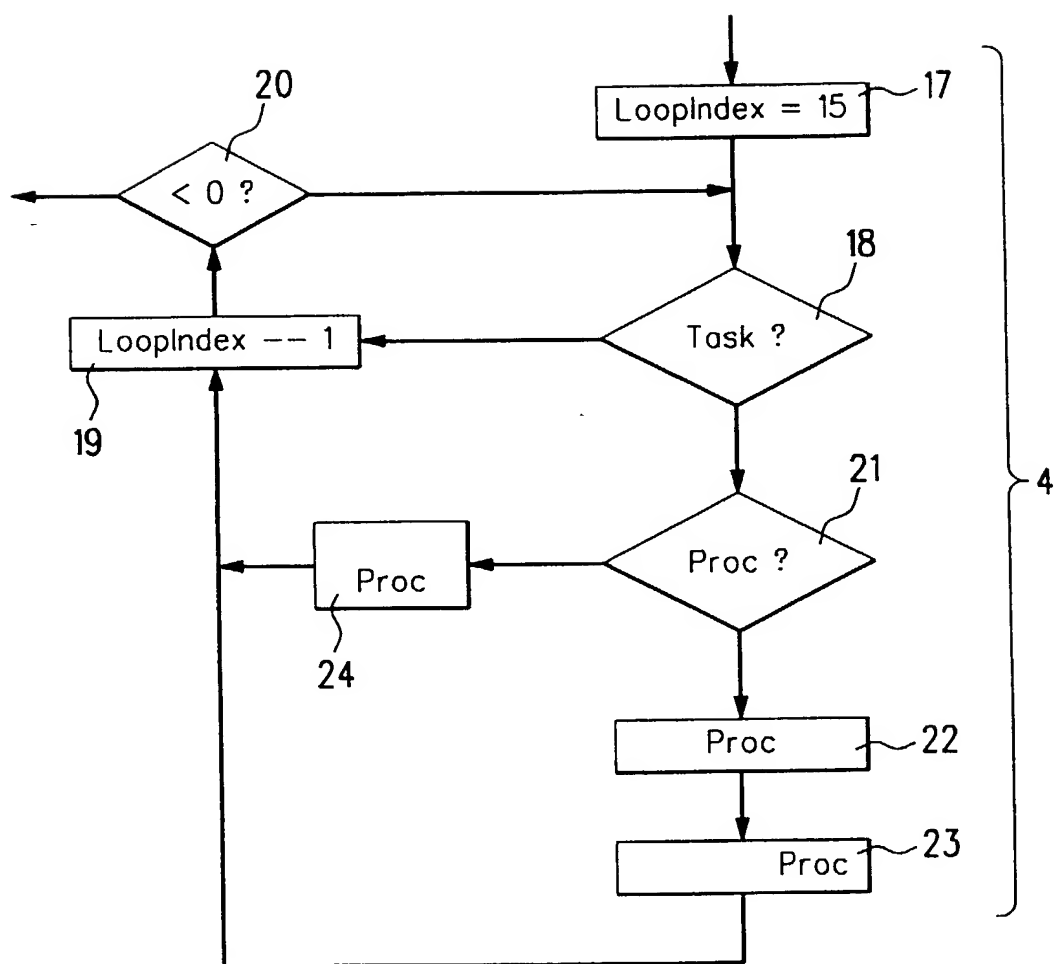 20
LoopIndex = 15
17
< 0 ?
18
LoopIndex -- 1
Task ?
19
21
4
Proc
Proc ?
24
Proc
22
Proc
23